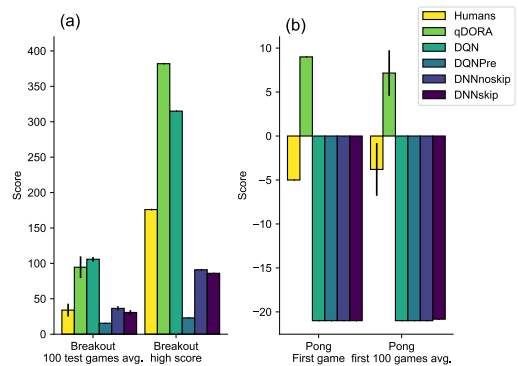 (a)
(b)
Humans
qDORA
DQN
DQNPre
DNNnoskip
DNNskip
Score
400
350
300
250
200
150
100
50
0
Breakout
100 test games avg.
Breakout
high score
Score
10
5
0
−5
−10
−15
−20
Pong
First game
Pong
first 100 games avg.